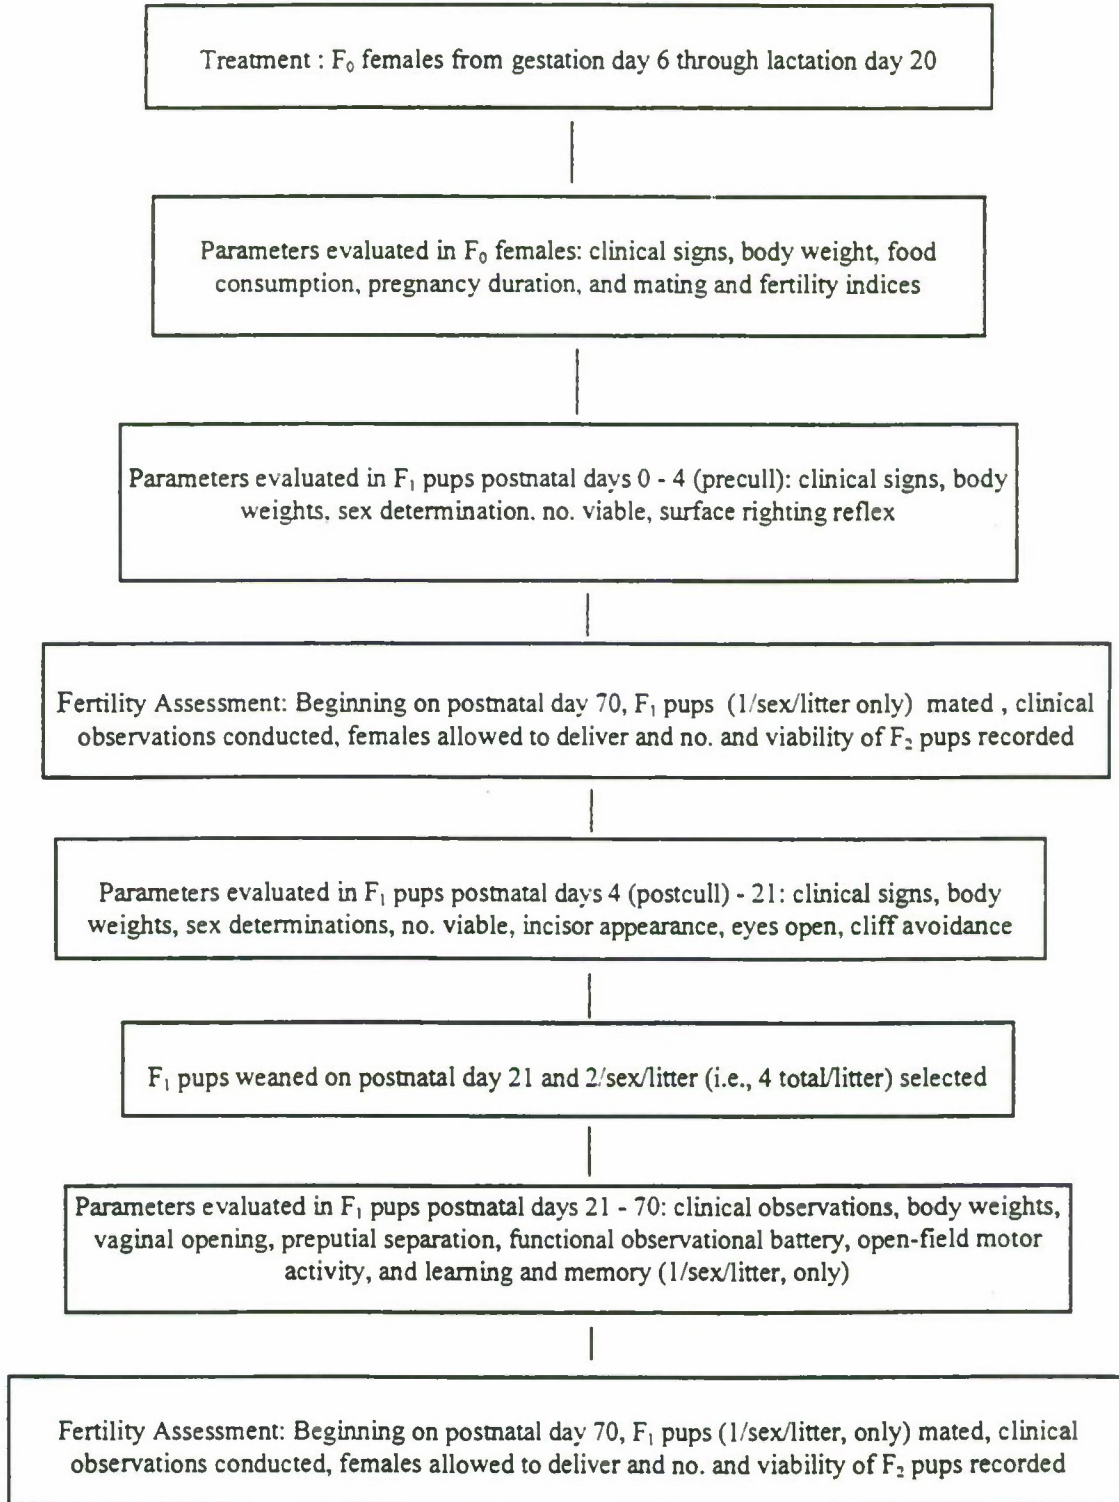 Treatment : F₀ females from gestation day 6 through lactation day 20
Parameters evaluated in F₀ females: clinical signs, body weight, food
consumption, pregnancy duration, and mating and fertility indices
Parameters evaluated in F₁ pups postnatal days 0 - 4 (precull): clinical signs, body
weights, sex determination. no. viable, surface righting reflex
Fertility Assessment: Beginning on postnatal day 70, F₁ pups (1/sex/litter only) mated , clinical
observations conducted, females allowed to deliver and no. and viability of F₂ pups recorded
Parameters evaluated in F₁ pups postnatal days 4 (postcull) - 21: clinical signs, body
weights, sex determinations, no. viable, incisor appearance, eyes open, cliff avoidance
F₁ pups weaned on postnatal day 21 and 2/sex/litter (i.e., 4 total/litter) selected
Parameters evaluated in F₁ pups postnatal days 21 - 70: clinical observations, body weights,
vaginal opening, preputial separation, functional observational battery, open-field motor
activity, and learning and memory (1/sex/litter, only)
Fertility Assessment: Beginning on postnatal day 70, F₁ pups (1/sex/litter, only) mated, clinical
observations conducted, females allowed to deliver and no. and viability of F₂ pups recorded